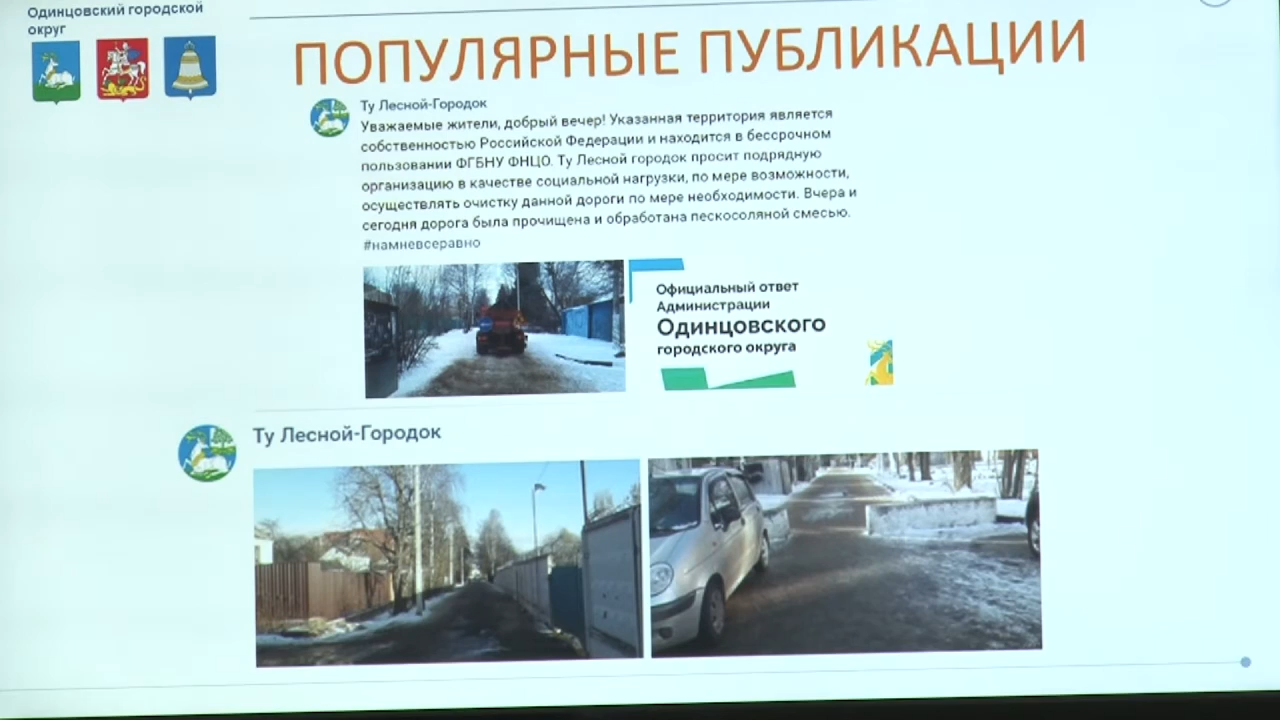 Одинцовский городской
округ
ПОПУЛЯРНЫЕ ПУБЛИКАЦИИ
Ту Лесной-Городок
Уважаемые жители, добрый вечер! Указанная территория является
собственностью Российской Федерации и находится в бессрочном
пользовании ФГБНУ ФНЦО. Ту Лесной городок просит подрядную
организацию в качестве социальной нагрузки, по мере возможности,
осуществлять очистку данной дороги по мере необходимости. Вчера и
сегодня дорога была прочищена и обработана пескосоляной смесью.
#намневсеравно
Официальный ответ
Администрации
Одинцовского
городского округа
Ту Лесной-Городок